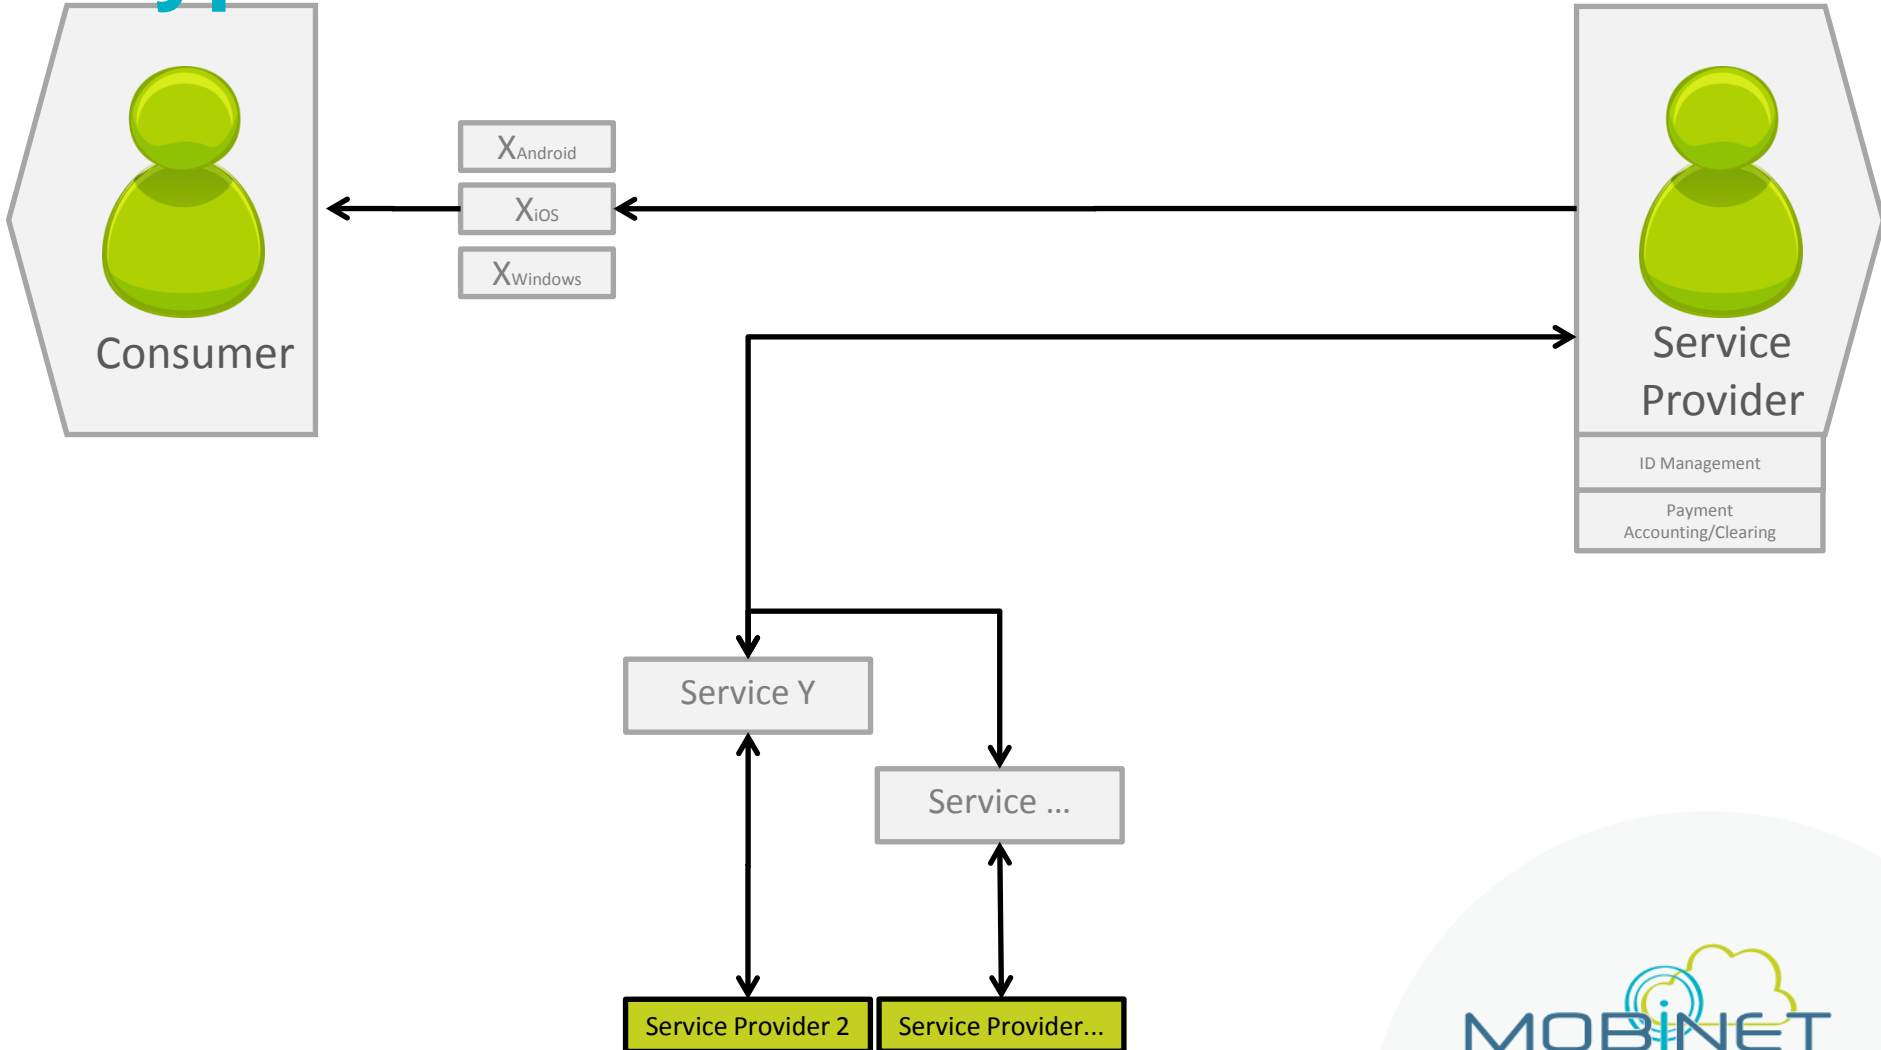 XAndroid
XiOS
XWindows
Consumer
Service
Provider
ID Management
Payment
Accounting/Clearing
Service Y
Service ...
Service Provider 2
Service Provider...
MOBiNET